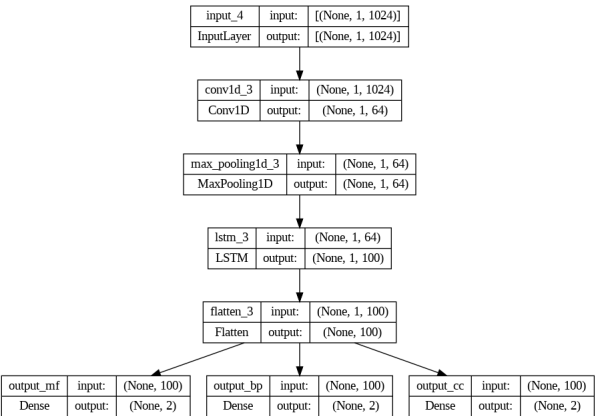 input_4 input: [(None, 1, 1024)]
InputLayer output: [(None, 1, 1024)]
conv1d_3 input: (None, 1, 1024)
Conv1D output: (None, 1, 64)
max_pooling1d_3 input: (None, 1, 64)
MaxPooling1D output: (None, 1, 64)
lstm_3 input: (None, 1, 64)
LSTM output: (None, 1, 100)
flatten_3 input: (None, 1, 100)
Flatten output: (None, 100)
output_mf input: (None, 100)
Dense output: (None, 2)
output_bp input: (None, 100)
Dense output: (None, 2)
output_cc input: (None, 100)
Dense output: (None, 2)